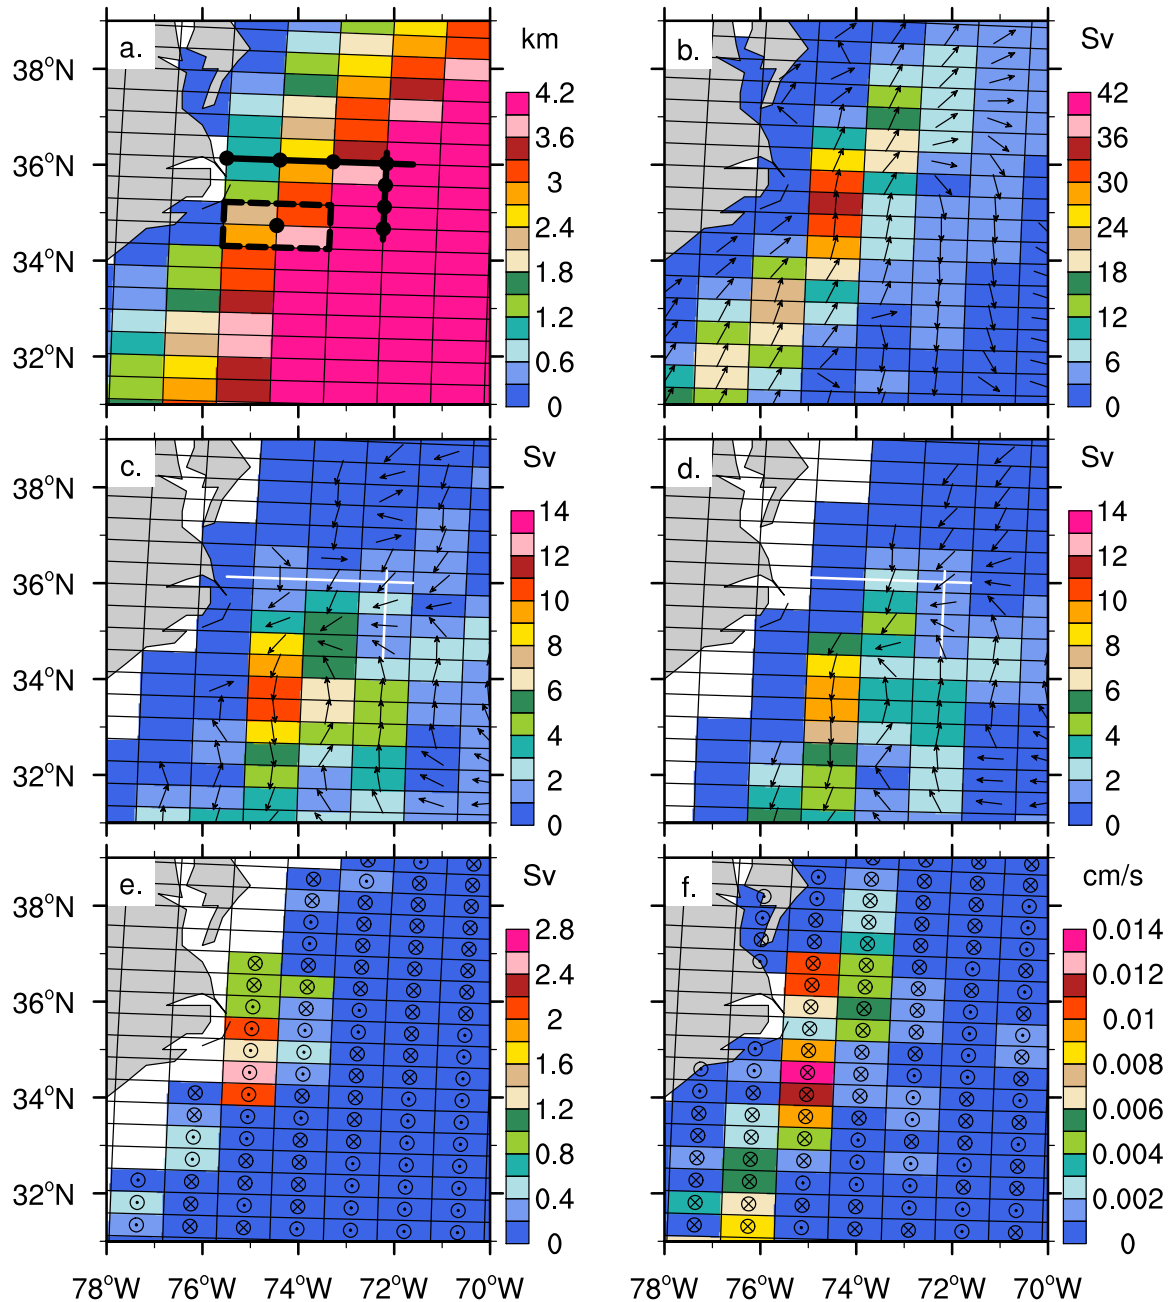 a.
km
38°N
36°N
34°N
32°N
4.2
3.6
3
2.4
1.8
1.2
0.6
0
b.
Sv
42
36
30
24
18
12
6
0
c.
Sv
38°N
36°N
34°N
32°N
14
12
10
8
6
4
2
0
d.
Sv
14
12
10
8
6
4
2
0
e.
Sv
38°N
36°N
34°N
32°N
2.8
2.4
2
1.6
1.2
0.8
0.4
0
78°W 76°W 74°W 72°W 70°W
f.
cm/s
0.014
0.012
0.01
0.008
0.006
0.004
0.002
0
78°W 76°W 74°W 72°W 70°W